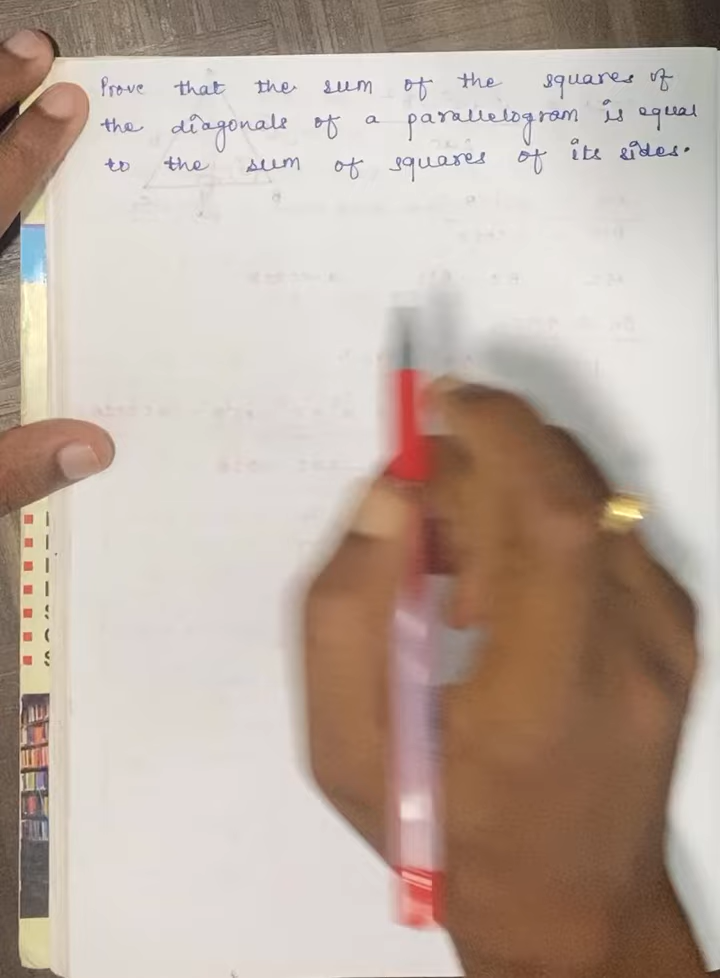 Prove that the sum of the squares of
the diagonals of a parallelogram is equal
to the sum of squares of its sides.